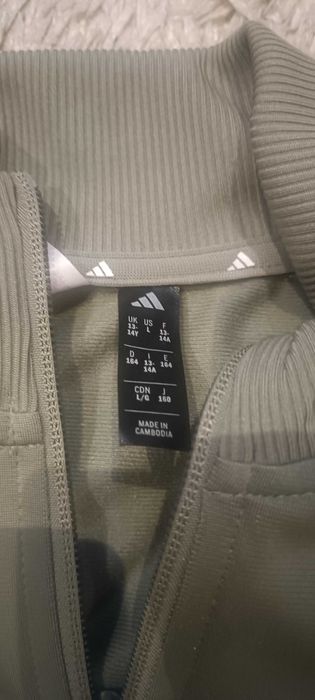 UK US F
13- L 13-
14Y 14A
D I E
164 13- 164
14A
CDN J
L/G 160
MADE IN
CAMBODIA